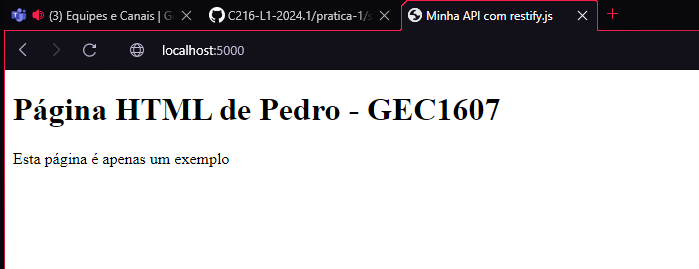 (3) Equipes e Canais | G
C216-L1-2024.1/pratica-1/s
Minha API com restify.js
localhost:5000
Página HTML de Pedro - GEC1607
Esta página é apenas um exemplo